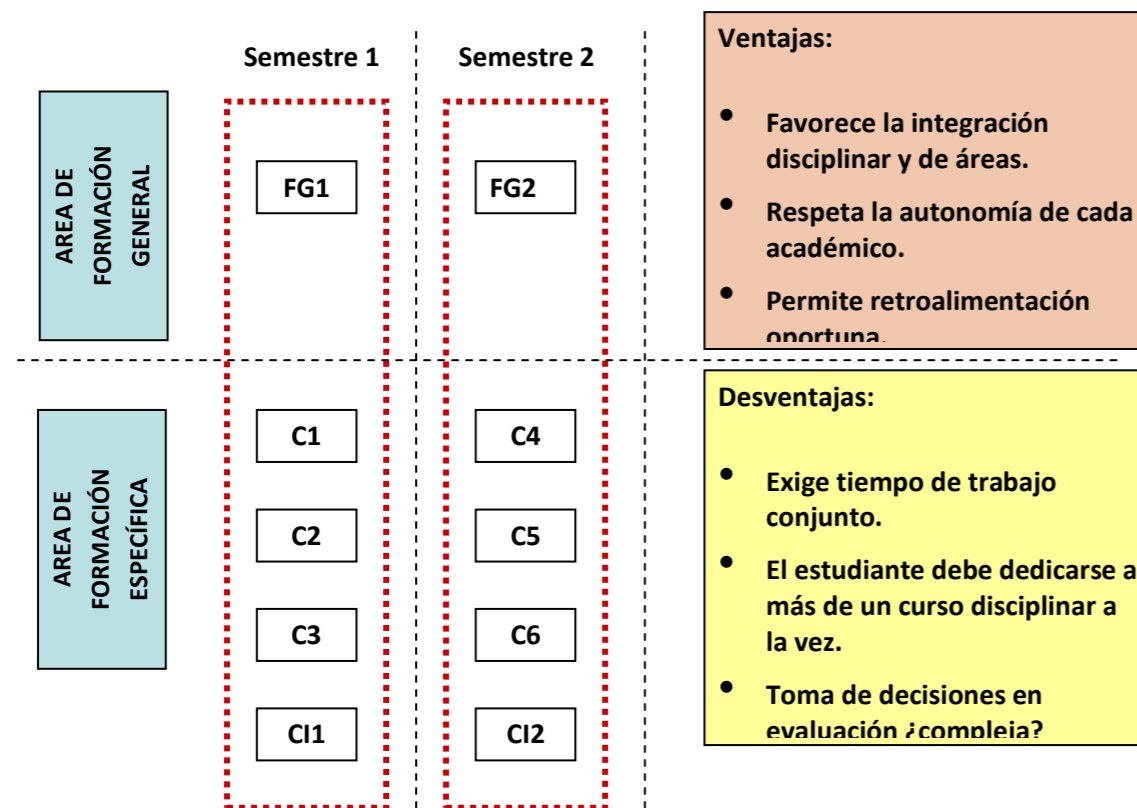 Semestre 1
Semestre 2
AREA DE
FORMACIÓN
GENERAL
FG1
FG2
AREA DE
FORMACIÓN
ESPECÍFICA
C1
C4
C2
C5
C3
C6
CI1
CI2
Ventajas:
• Favorece la integración
disciplinar y de áreas.
• Respeta la autonomía de cada
académico.
• Permite retroalimentación
oportuna.
Desventajas:
• Exige tiempo de trabajo
conjunto.
• El estudiante debe dedicarse a
más de un curso disciplinar a
la vez.
• Toma de decisiones en
evaluación ¿compleja?